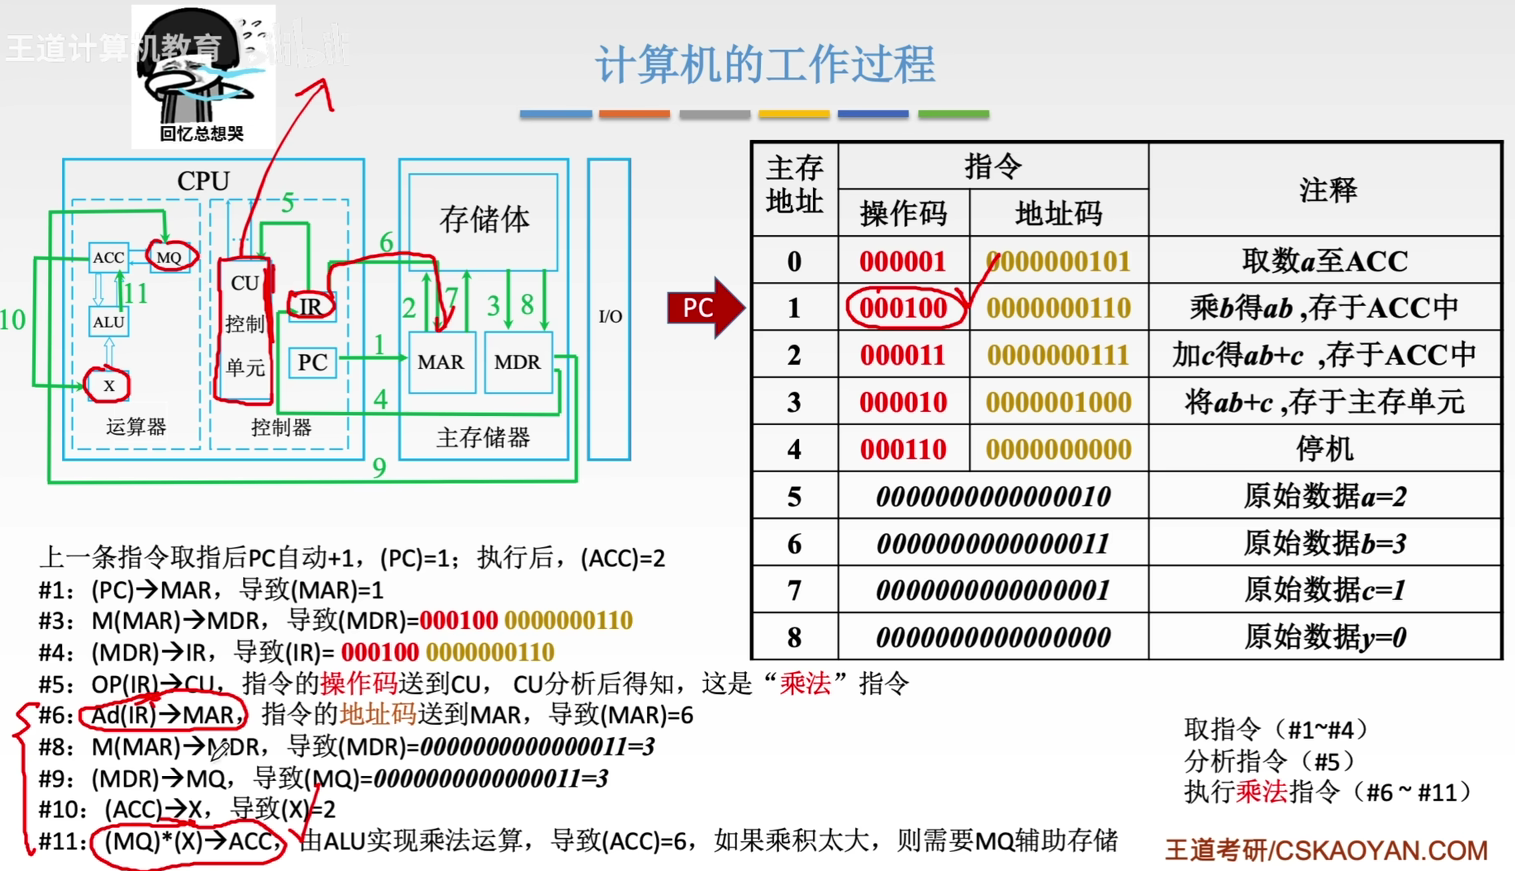 王道计算机教育
回忆总想哭
计算机的工作过程
CPU
ACC
MQ
ALU
X
运算器
CU
控制
单元
IR
PC
控制器
存储体
MAR
MDR
主存储器
I/O
1
2
3
4
5
6
7
8
9
10
11
PC
主存地址 指令 注释
操作码 地址码
0 000001 0000000101 取数a至ACC
1 000100 0000000110 乘b得ab ,存于ACC中
2 000011 0000000111 加c得ab+c ,存于ACC中
3 000010 0000001000 将ab+c ,存于主存单元
4 000110 0000000000 停机
5 0000000000000010 原始数据a=2
6 0000000000000011 原始数据b=3
7 0000000000000001 原始数据c=1
8 0000000000000000 原始数据y=0
上一条指令取指后PC自动+1，(PC)=1；执行后，(ACC)=2
#1：(PC)→MAR，导致(MAR)=1
#3：M(MAR)→MDR，导致(MDR)=000100 0000000110
#4：(MDR)→IR，导致(IR)= 000100 0000000110
#5：OP(IR)→CU，指令的操作码送到CU， CU分析后得知，这是“乘法”指令
#6：Ad(IR)→MAR，指令的地址码送到MAR，导致(MAR)=6
#8：M(MAR)→MDR，导致(MDR)=0000000000000011=3
#9：(MDR)→MQ，导致(MQ)=0000000000000011=3
#10：(ACC)→X，导致(X)=2
#11：(MQ)*(X)→ACC，由ALU实现乘法运算，导致(ACC)=6，如果乘积太大，则需要MQ辅助存储
取指令（#1~#4）
分析指令（#5）
执行乘法指令（#6 ~ #11）
王道考研/CSKAOYAN.COM